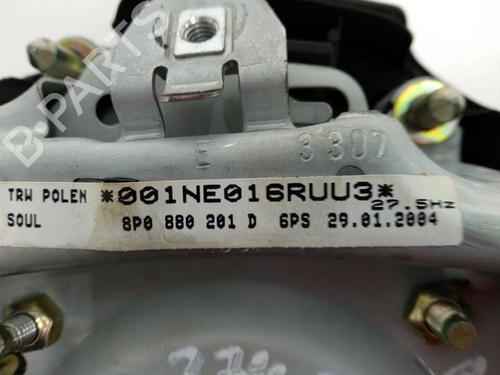 B-PARTS
E 3307
TRW POLEN *001NE016RUU3*
27.5Hz
SOUL 8P0 880 201 D 6PS 29.01.2004